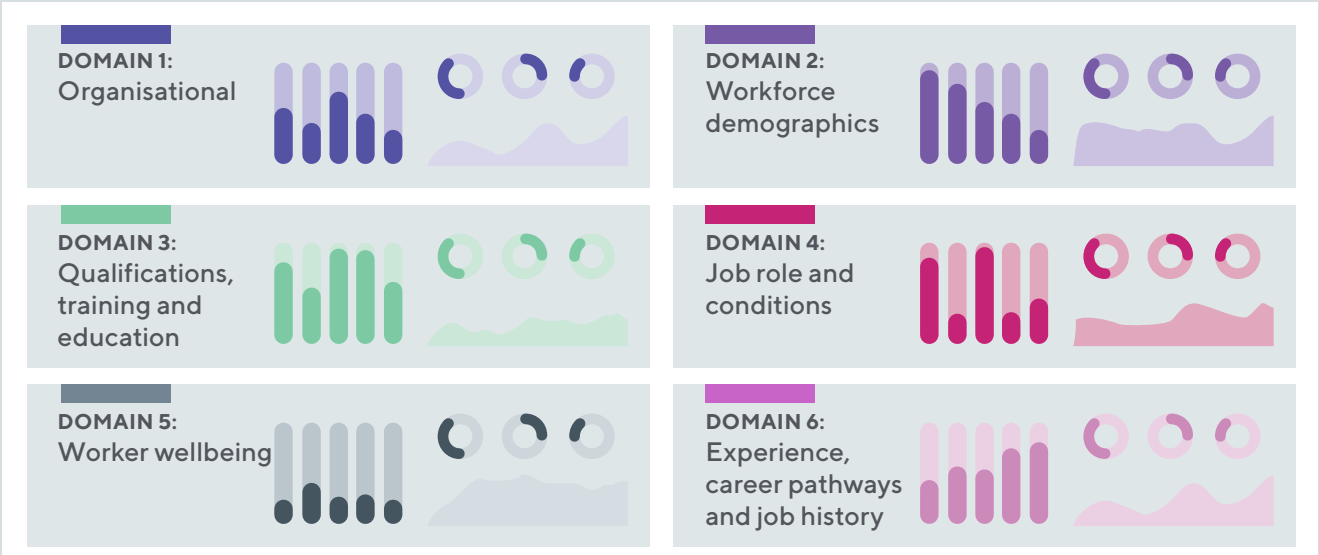 DOMAIN 1:
Organisational
DOMAIN 2:
Workforce
demographics
DOMAIN 3:
Qualifications,
training and
education
DOMAIN 4:
Job role and
conditions
DOMAIN 5:
Worker wellbeing
DOMAIN 6:
Experience,
career pathways
and job history